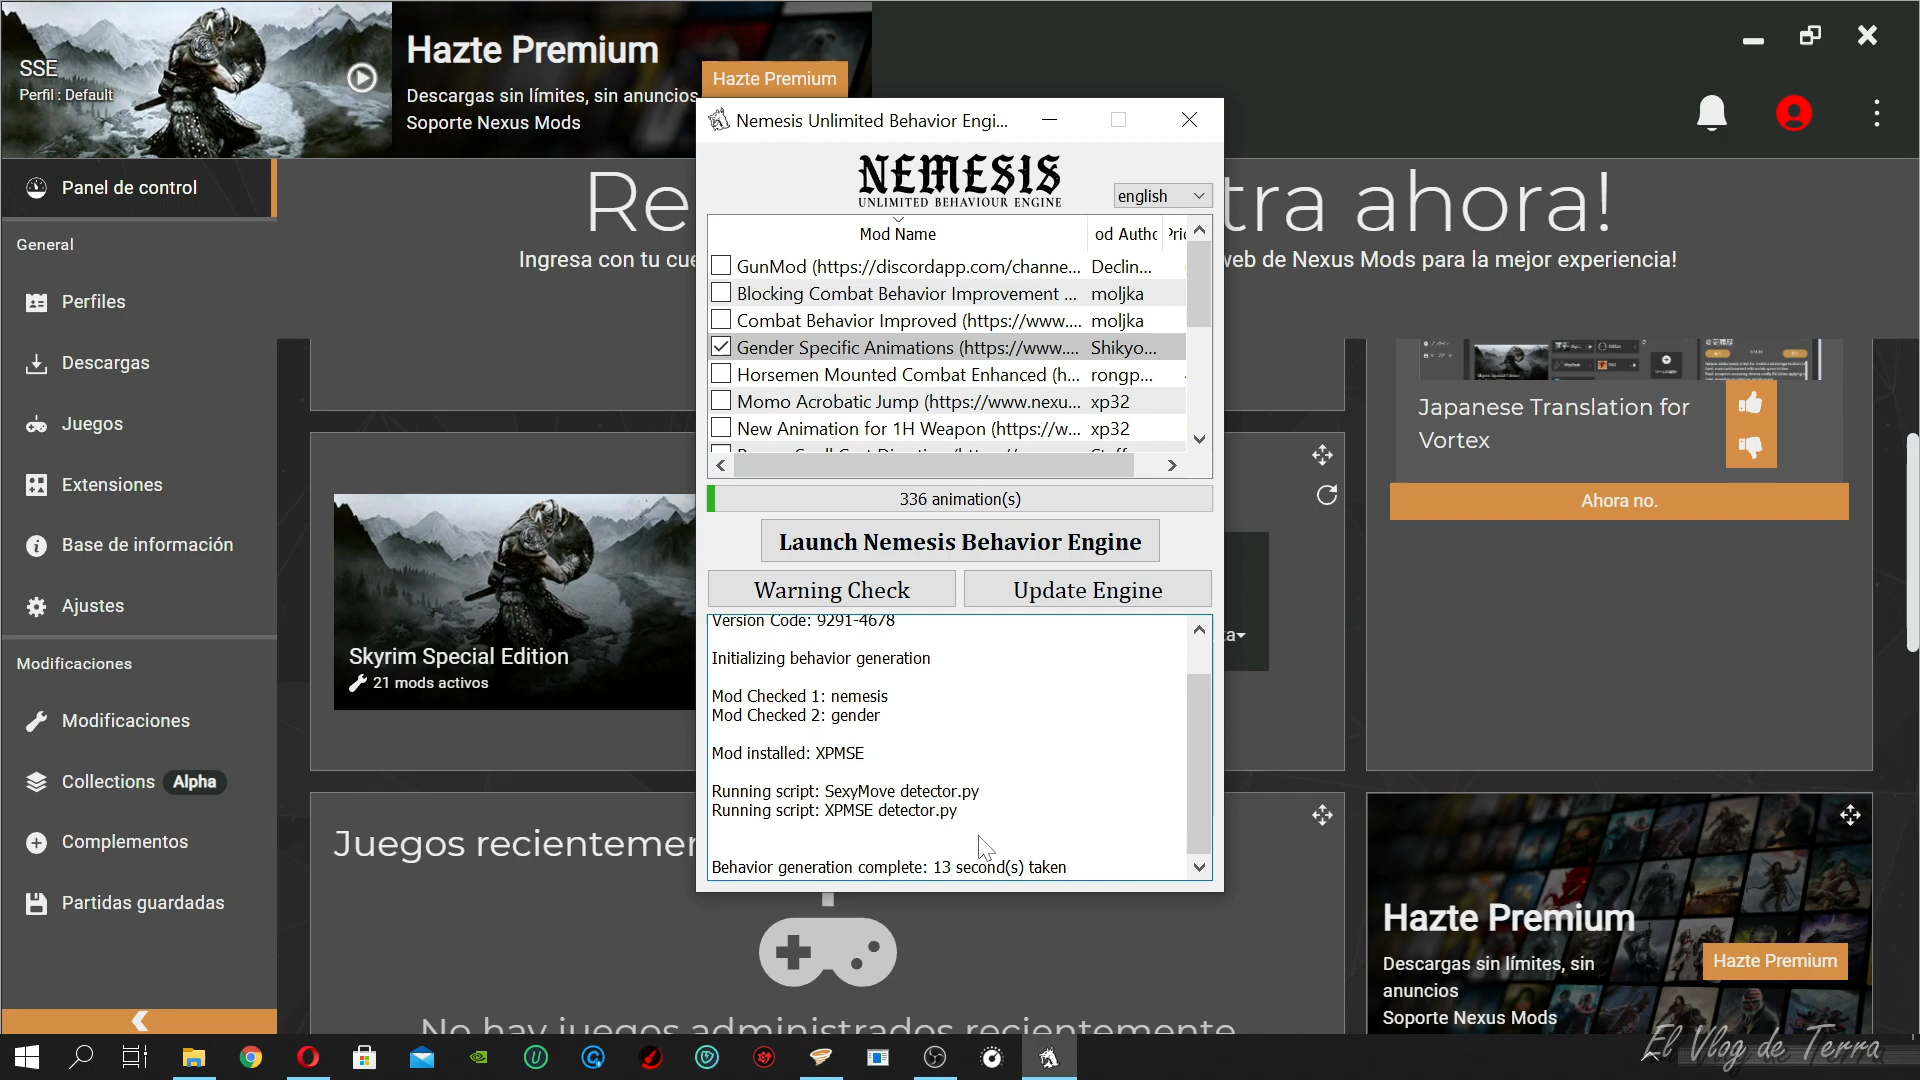 SSE
Perfil : Default
Hazte Premium
Descargas sin límites, sin anuncios
Soporte Nexus Mods
Hazte Premium
Panel de control
General
Perfiles
Descargas
Juegos
Extensiones
Base de información
Ajustes
Modificaciones
Modificaciones
Collections Alpha
Complementos
Partidas guardadas
Re
tra ahora!
Ingresa con tu cue
web de Nexus Mods para la mejor experiencia!
Skyrim Special Edition
21 mods activos
Juegos recientemer
No hay juegos administrados recientemente
Nemesis Unlimited Behavior Engi...
NEMESIS
UNLIMITED BEHAVIOUR ENGINE
english
Mod Name
od Autho
Pric
GunMod (https://discordapp.com/channe... Declin...
Blocking Combat Behavior Improvement ... moljka
Combat Behavior Improved (https://www.... moljka
Gender Specific Animations (https://www.... Shikyo...
Horsemen Mounted Combat Enhanced (h... rongp...
Momo Acrobatic Jump (https://www.nexu... xp32
New Animation for 1H Weapon (https://w... xp32
336 animation(s)
Launch Nemesis Behavior Engine
Warning Check
Update Engine
Version Code: 9291-4678
Initializing behavior generation
Mod Checked 1: nemesis
Mod Checked 2: gender
Mod installed: XPMSE
Running script: SexyMove detector.py
Running script: XPMSE detector.py
Behavior generation complete: 13 second(s) taken
Japanese Translation for
Vortex
Ahora no.
Hazte Premium
Descargas sin límites, sin
anuncios
Soporte Nexus Mods
Hazte Premium
El Vlog de Terra